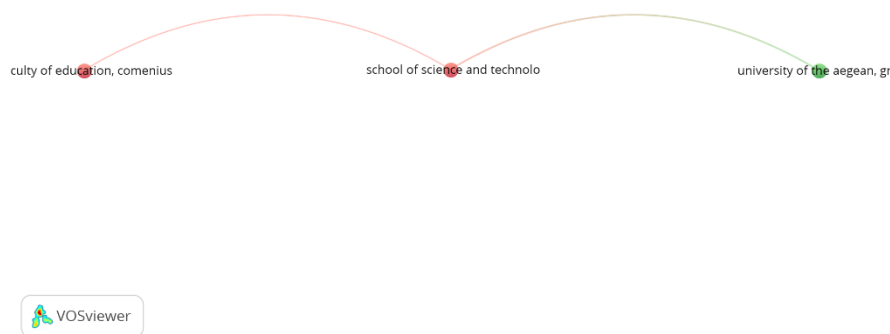 culty of education, comenius
school of science and technolo
university of the aegean, gr
VOSviewer